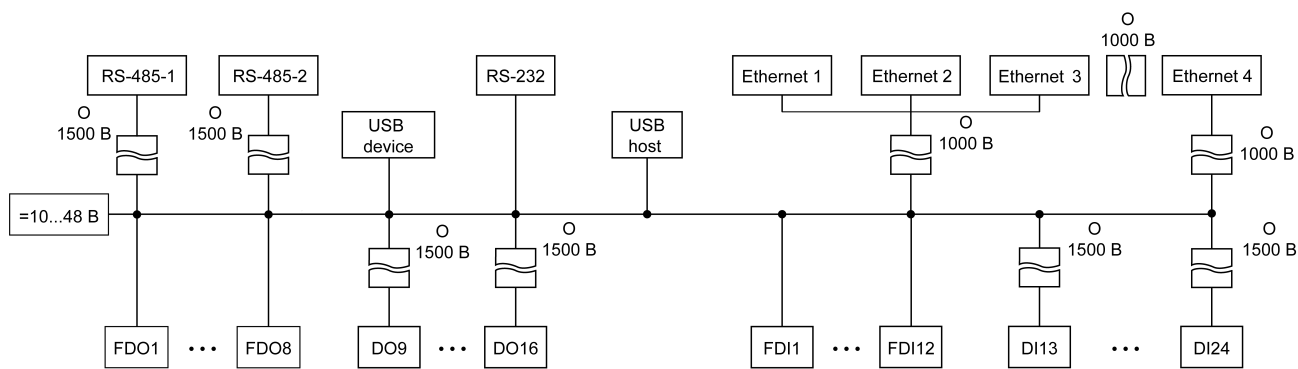 О
1000 В
RS-485-1
RS-485-2
RS-232
Ethernet 1
Ethernet 2
Ethernet 3
Ethernet 4
О
1500 В
О
1500 В
USB
device
USB
host
О
1000 В
О
1000 В
=10...48 В
О
1500 В
О
1500 В
О
1500 В
О
1500 В
FDO1
•••
FDO8
DO9
•••
DO16
FDI1
•••
FDI12
DI13
•••
DI24